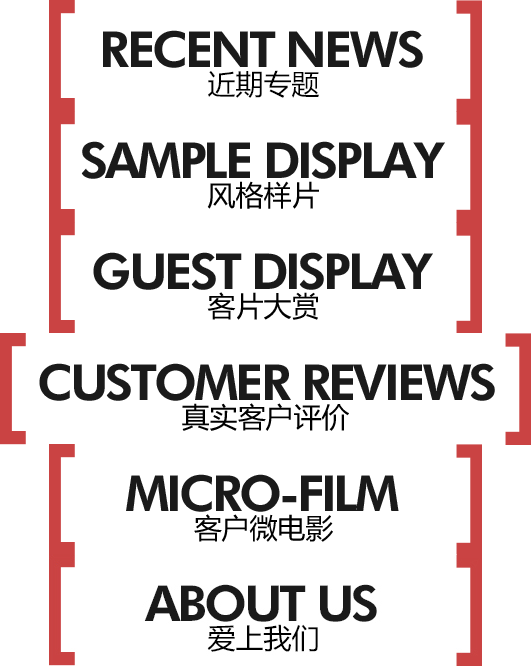 RECENT NEWS
近期专题
SAMPLE DISPLAY
风格样片
GUEST DISPLAY
客片大赏
CUSTOMER REVIEWS
真实客户评价
MICRO-FILM
客户微电影
ABOUT US
爱上我们